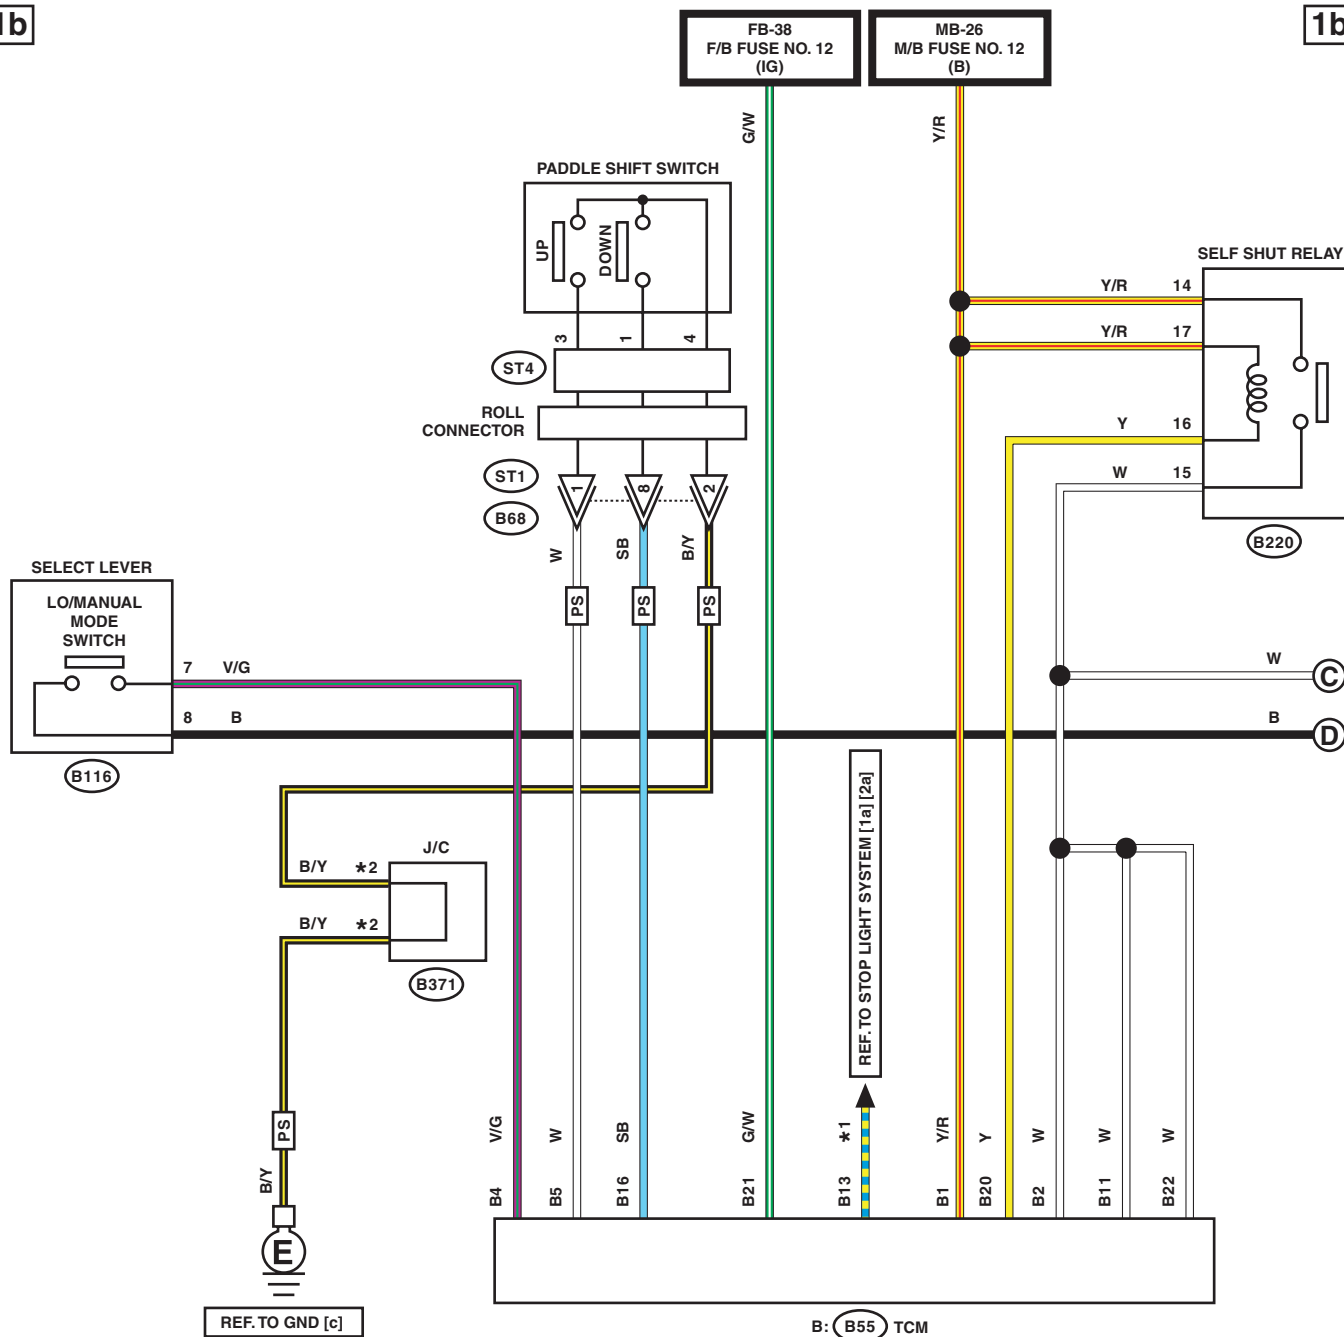 1b
1b
FB-38
F/B FUSE NO. 12
(IG)
MB-26
M/B FUSE NO. 12
(B)
G/W
Y/R
PADDLE SHIFT SWITCH
UP
DOWN
SELF SHUT RELAY
Y/R 14
Y/R 17
Y 16
W 15
B220
3 1 4
ST4
ROLL
CONNECTOR
ST1
1 8 2
B68
W SB B/Y
PS PS PS
SELECT LEVER
LO/MANUAL
MODE
SWITCH
7 V/G
8 B
B116
W C
B D
J/C
B/Y *2
B/Y *2
B371
REF. TO STOP LIGHT SYSTEM [1a] [2a]
PS
B/Y
E
REF. TO GND [c]
V/G W SB G/W *1 Y/R Y W W W
B4 B5 B16 B21 B13 B1 B20 B2 B11 B22
B: B55 TCM